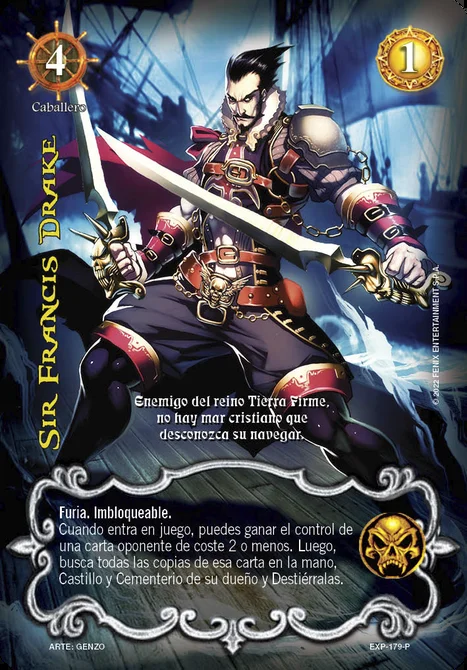 4
1
Caballero
Sir Francis Drake
© 2022 FENIX ENTERTAINMENT S.P.A.
Enemigo del reino Tierra Firme,
no hay mar cristiano que
desconozca su navegar.
Furia. Imbloqueable.
Cuando entra en juego, puedes ganar el control de
una carta oponente de coste 2 o menos. Luego,
busca todas las copias de esa carta en la mano,
Castillo y Cementerio de su dueño y Destiérralas.
ARTE: GENZO
EXP-179-P